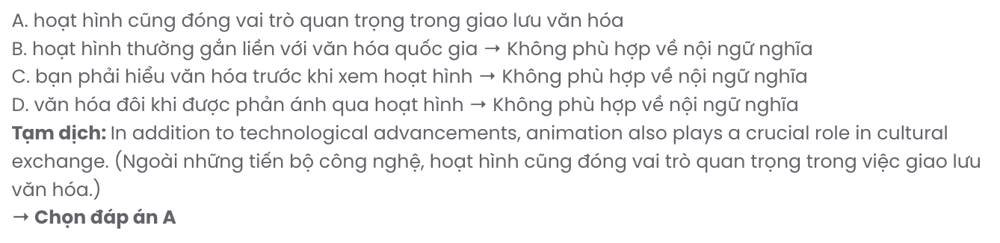 A. hoạt hình cũng đóng vai trò quan trọng trong giao lưu văn hóa
B. hoạt hình thường gắn liền với văn hóa quốc gia → Không phù hợp về nội ngữ nghĩa
C. bạn phải hiểu văn hóa trước khi xem hoạt hình → Không phù hợp về nội ngữ nghĩa
D. văn hóa đôi khi được phản ánh qua hoạt hình → Không phù hợp về nội ngữ nghĩa
Tạm dịch: In addition to technological advancements, animation also plays a crucial role in cultural
exchange. (Ngoài những tiến bộ công nghệ, hoạt hình cũng đóng vai trò quan trọng trong việc giao lưu
văn hóa.)
→ Chọn đáp án A